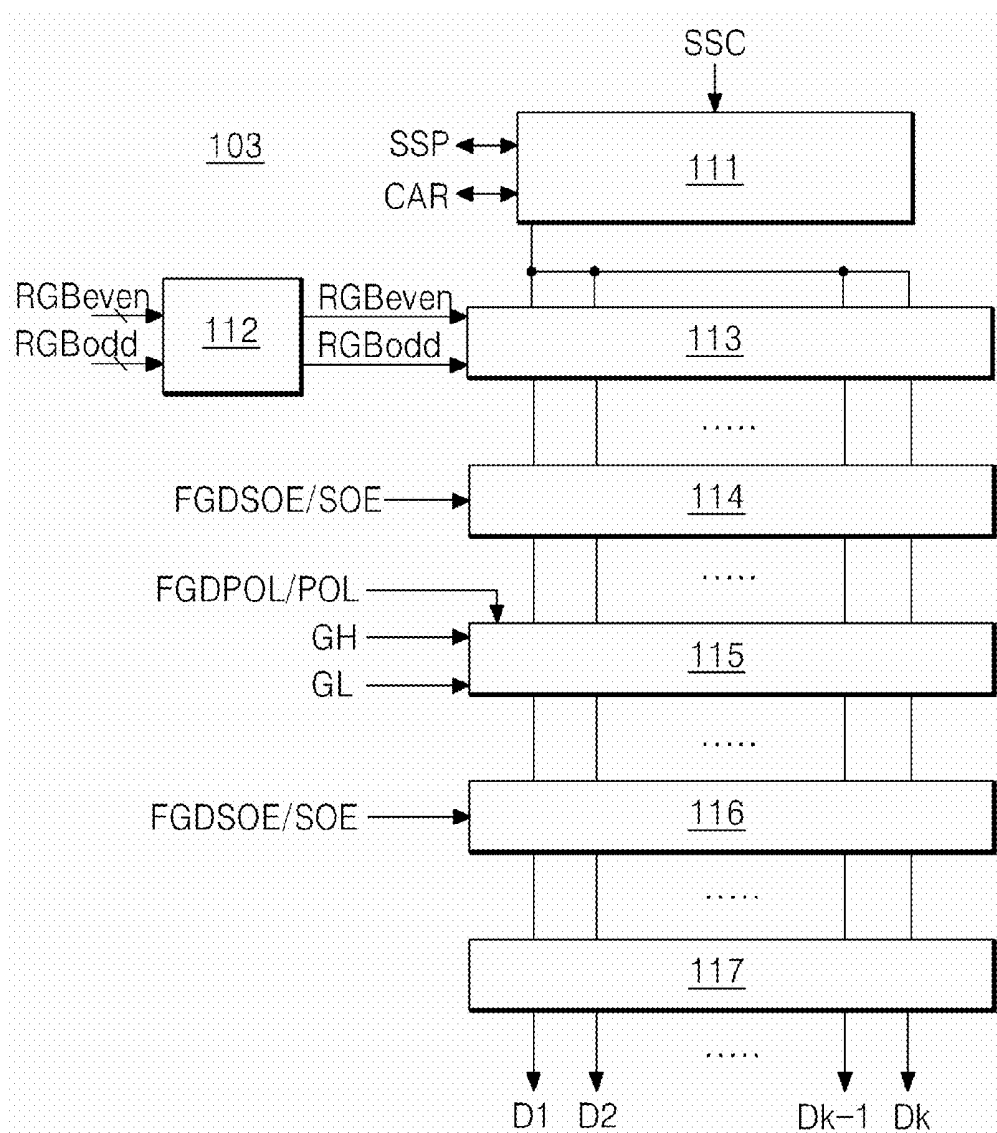 SSC
103
SSP
CAR
111
RGBeven
RGBodd
112
RGBeven
RGBodd
113
.....
FGDSOE/SOE
114
.....
FGDPOL/POL
GH
GL
115
.....
FGDSOE/SOE
116
.....
117
.....
D1 D2 Dk-1 Dk